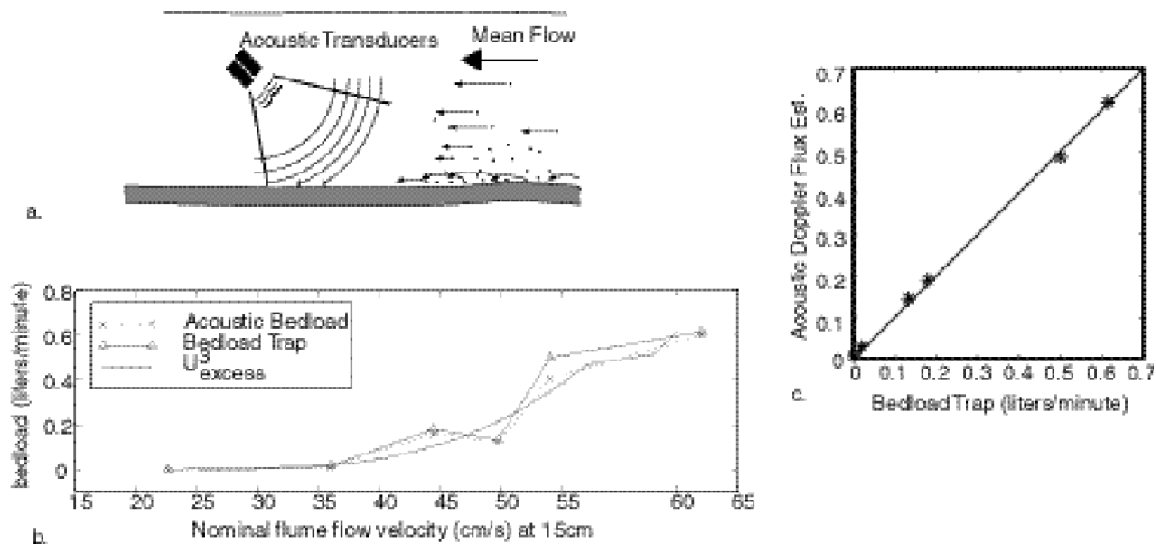 a.
Acoustic Transducers
Mean Flow
b.
bedload (liters/minute)
0.8
0.6
0.4
0.2
0
Acoustic Bedload
Bedload Trap
U³excess
15 20 25 30 35 40 45 50 55 60 65
Nominal flume flow velocity (cm/s) at 15cm
c.
Acoustic Doppler Flux Est.
0.7
0.6
0.5
0.4
0.3
0.2
0.1
0
0 0.1 0.2 0.3 0.4 0.5 0.6 0.7
Bedload Trap (liters/minute)